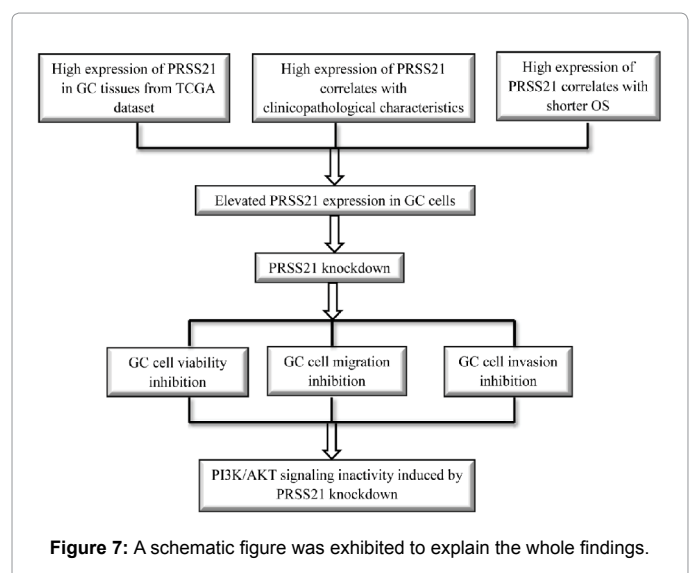 High expression of PRSS21
in GC tissues from TCGA
dataset
High expression of PRSS21
correlates with
clinicopathological characteristics
High expression of
PRSS21 correlates with
shorter OS
Elevated PRSS21 expression in GC cells
PRSS21 knockdown
GC cell viability
inhibition
GC cell migration
inhibition
GC cell invasion
inhibition
PI3K/AKT signaling inactivity induced by
PRSS21 knockdown
Figure 7: A schematic figure was exhibited to explain the whole findings.